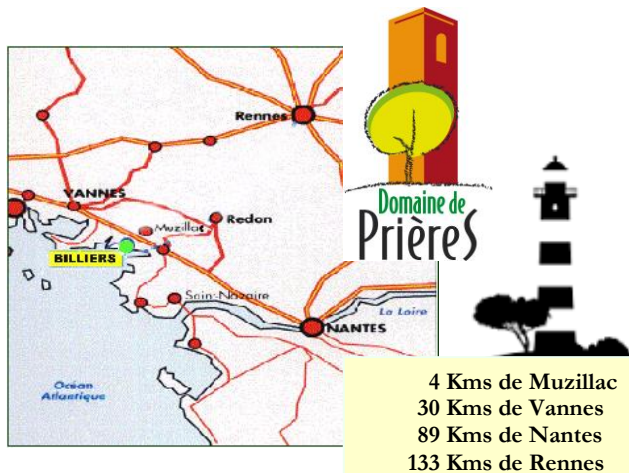 Rennes
VANNES
Muzillac
Redon
BILLIERS
Saint-Nazaire
NANTES
La Loire
Océan
Atlantique
Domaine de
Prières
4 Kms de Muzillac
30 Kms de Vannes
89 Kms de Nantes
133 Kms de Rennes